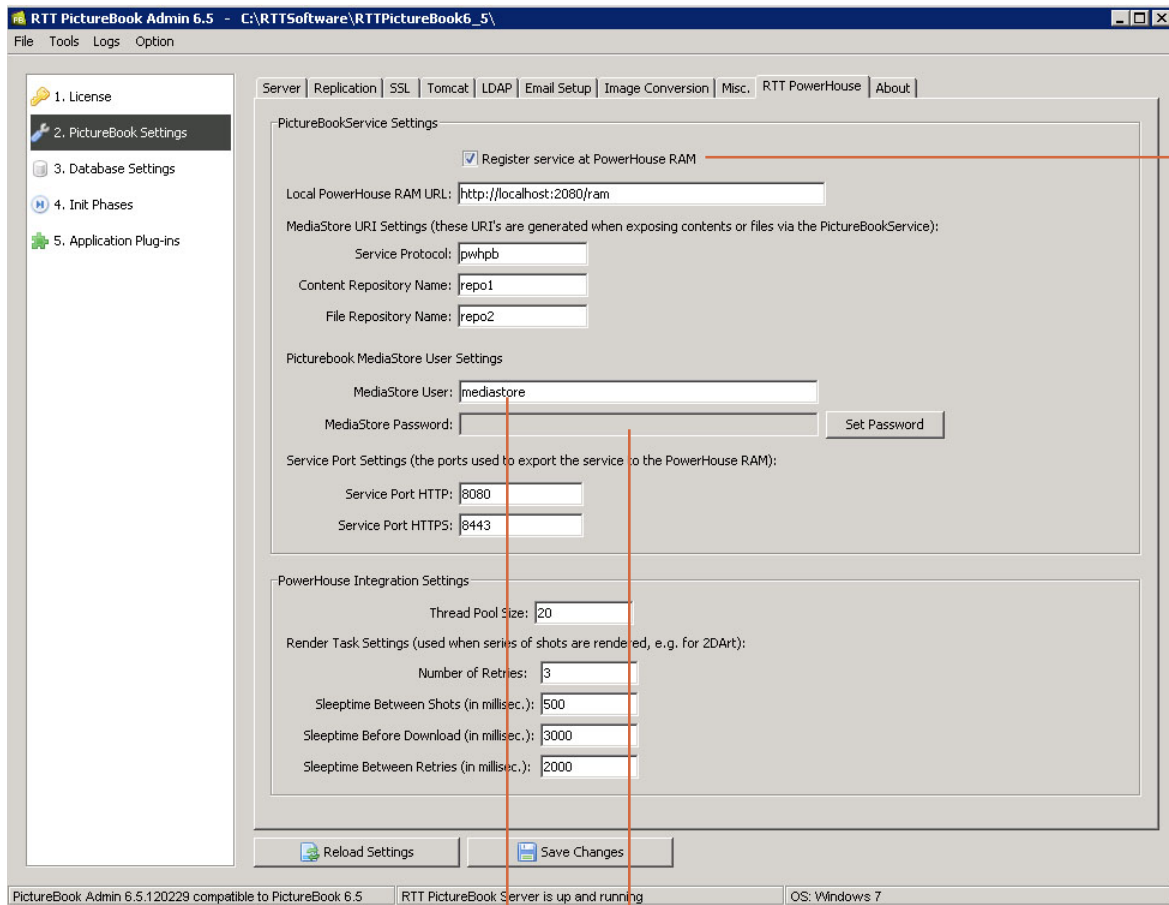 RTT PictureBook Admin 6.5 - C:\RTTSoftware\RTTPictureBook6_5\
File Tools Logs Option
1. License
2. PictureBook Settings
3. Database Settings
4. Init Phases
5. Application Plug-ins
Server Replication SSL Tomcat LDAP Email Setup Image Conversion Misc. RTT PowerHouse About
PictureBookService Settings
Register service at PowerHouse RAM
Local PowerHouse RAM URL: http://localhost:2080/ram
MediaStore URI Settings (these URI's are generated when exposing contents or files via the PictureBookService):
Service Protocol: pwhpb
Content Repository Name: repo1
File Repository Name: repo2
Picturebook MediaStore User Settings
MediaStore User: mediastore
MediaStore Password: Set Password
Service Port Settings (the ports used to export the service to the PowerHouse RAM):
Service Port HTTP: 8080
Service Port HTTPS: 8443
PowerHouse Integration Settings
Thread Pool Size: 20
Render Task Settings (used when series of shots are rendered, e.g. for 2DArt):
Number of Retries: 3
Sleeptime Between Shots (in millisec.): 500
Sleeptime Before Download (in millisec.): 3000
Sleeptime Between Retries (in millisec.): 2000
Reload Settings Save Changes
PictureBook Admin 6.5.120229 compatible to PictureBook 6.5 RTT PictureBook Server is up and running OS: Windows 7